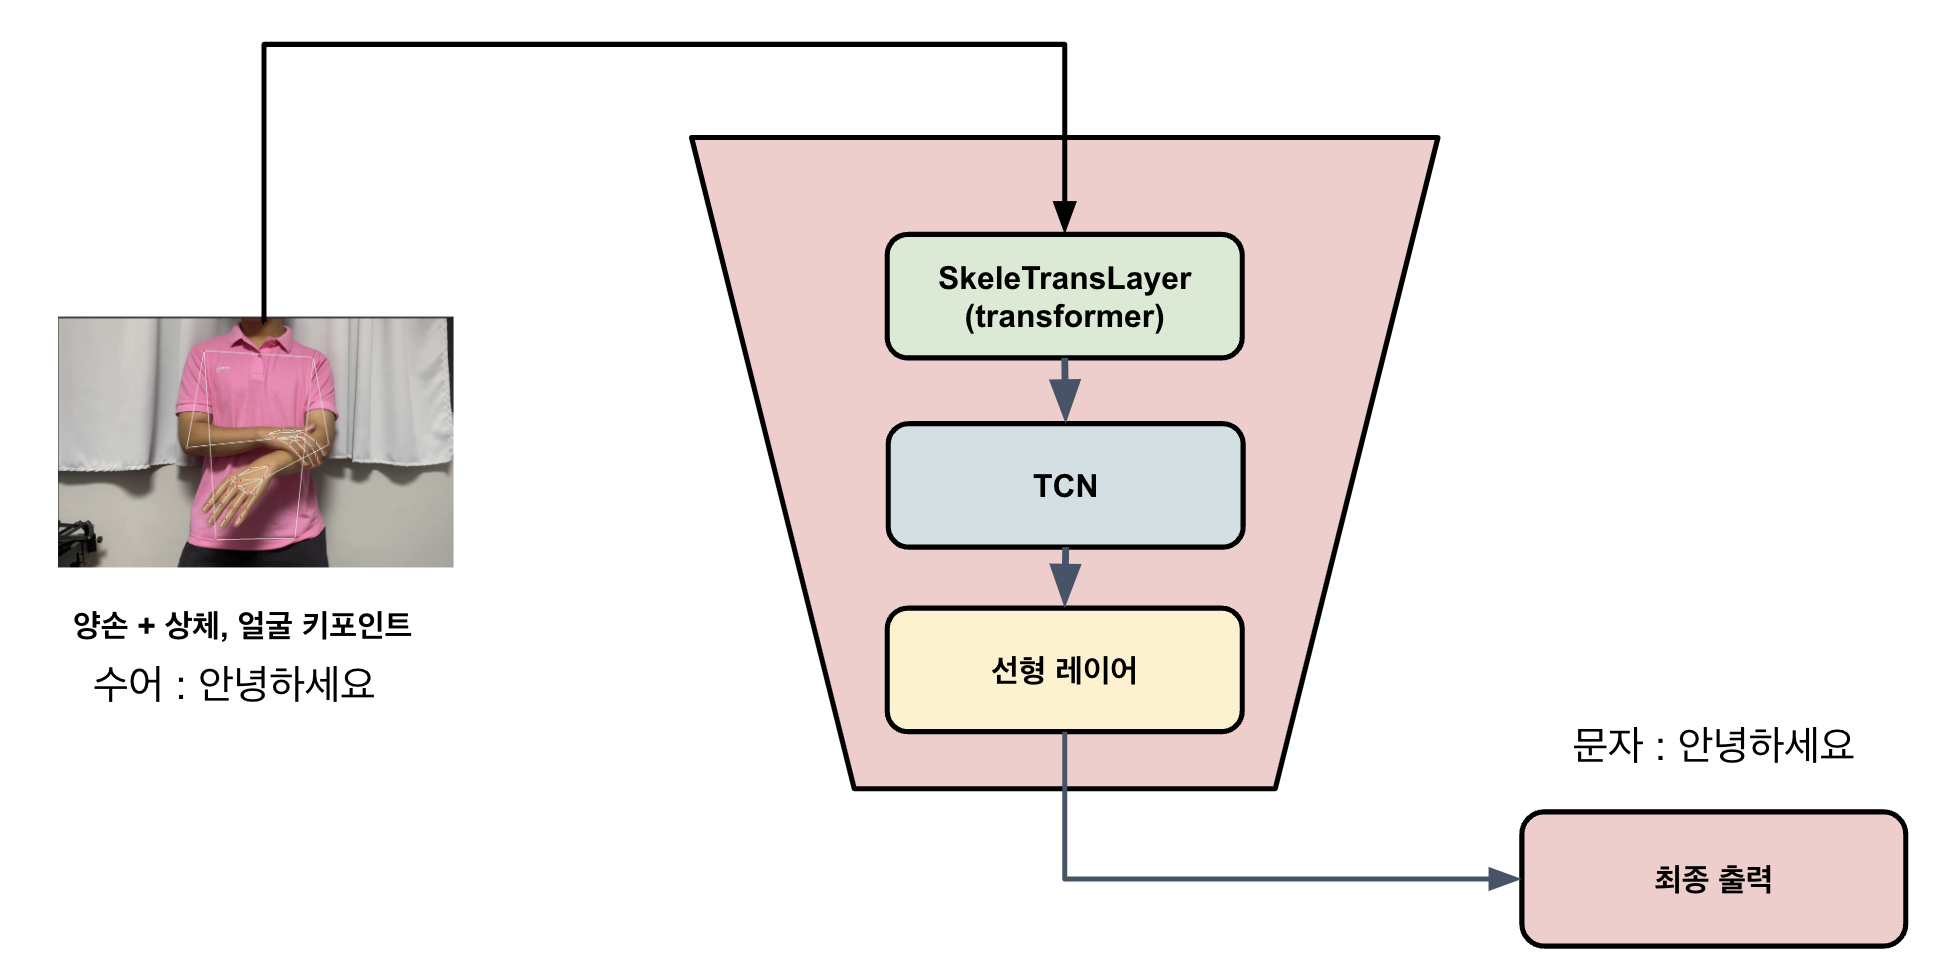 SkeleTransLayer
(transformer)
TCN
선형 레이어
양손 + 상체, 얼굴 키포인트
수어 : 안녕하세요
문자 : 안녕하세요
최종 출력